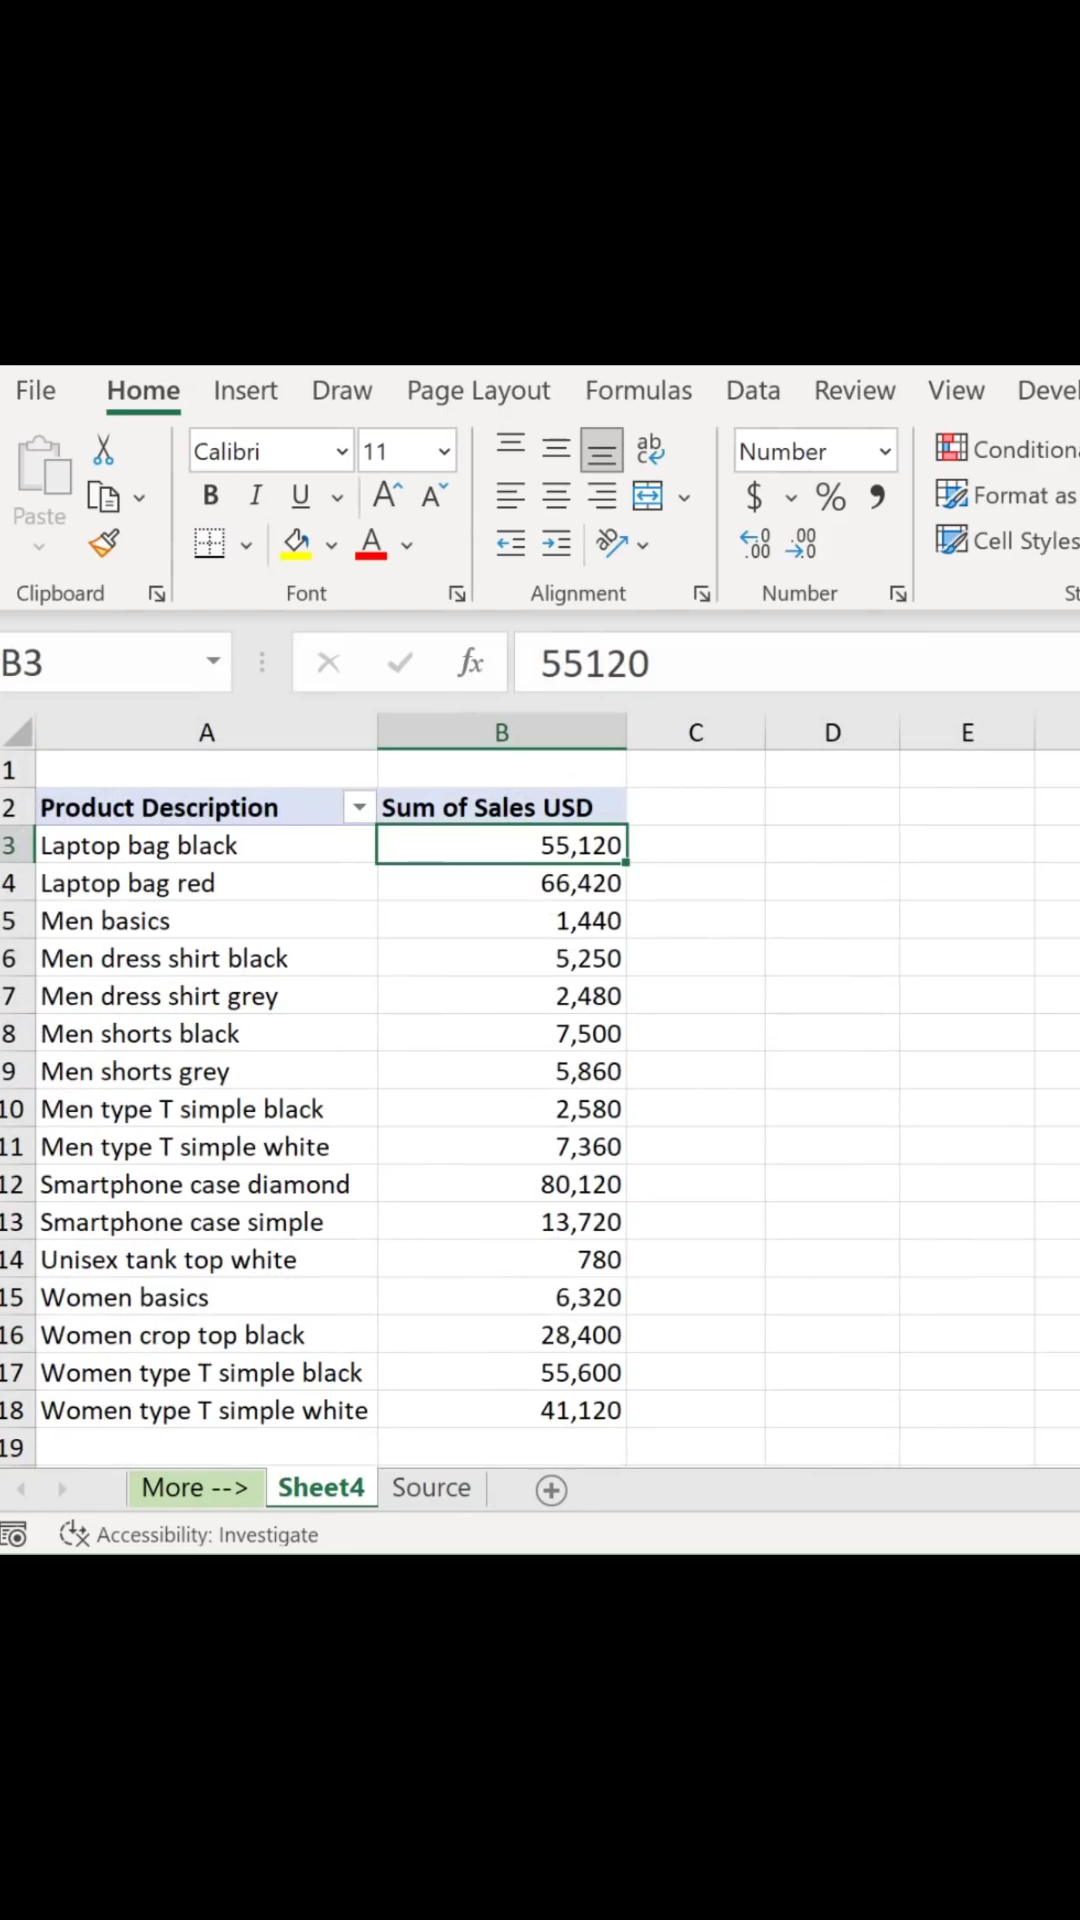 File Home Insert Draw Page Layout Formulas Data Review View Devel
Calibri 11 ab Number Condition
Paste B I U A A $ % Format as
A .00 .00 Cell Styles
Clipboard Font Alignment Number St
B3 fx 55120
A B C D E
1
2 Product Description Sum of Sales USD
3 Laptop bag black 55,120
4 Laptop bag red 66,420
5 Men basics 1,440
6 Men dress shirt black 5,250
7 Men dress shirt grey 2,480
8 Men shorts black 7,500
9 Men shorts grey 5,860
10 Men type T simple black 2,580
11 Men type T simple white 7,360
12 Smartphone case diamond 80,120
13 Smartphone case simple 13,720
14 Unisex tank top white 780
15 Women basics 6,320
16 Women crop top black 28,400
17 Women type T simple black 55,600
18 Women type T simple white 41,120
19
More --> Sheet4 Source
Accessibility: Investigate